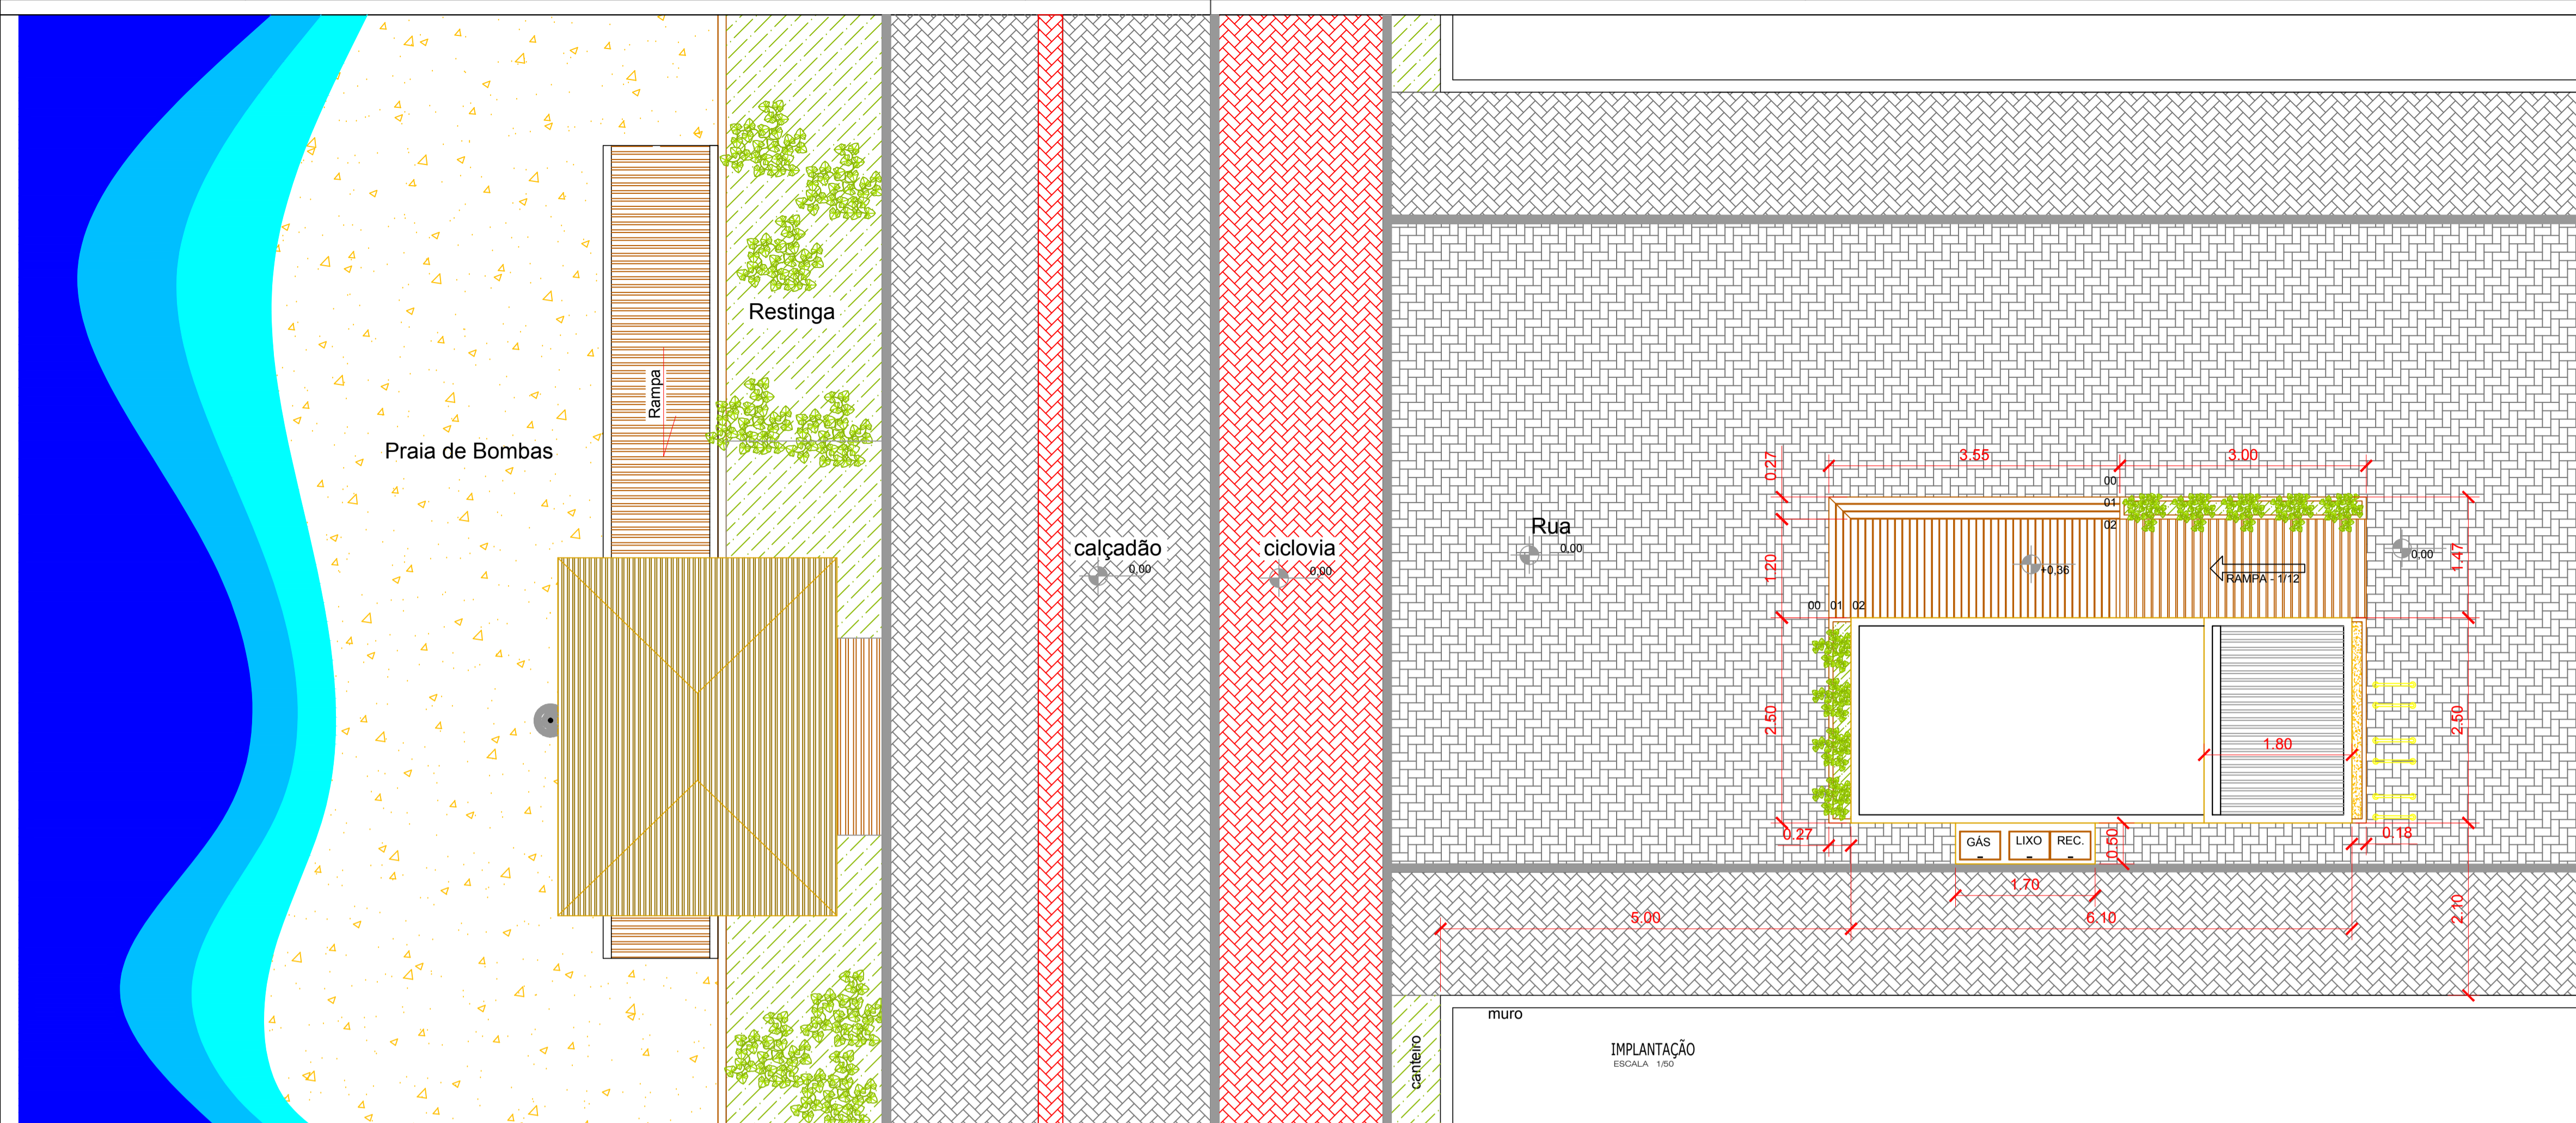 Praia de Bombas
Rampa
Restinga
calçadão
0,00
ciclovia
0,00
Rua
0,00
3.55
3.00
0.27
1.20
2.50
00
01
02
00 01 02
+0,36
RAMPA - 1/12
0,00
1.47
2.50
1.80
0.27
0.18
GÁS
LIXO
REC.
0.50
1.70
5.00
6.10
2.10
muro
canteiro
IMPLANTAÇÃO
ESCALA 1/50